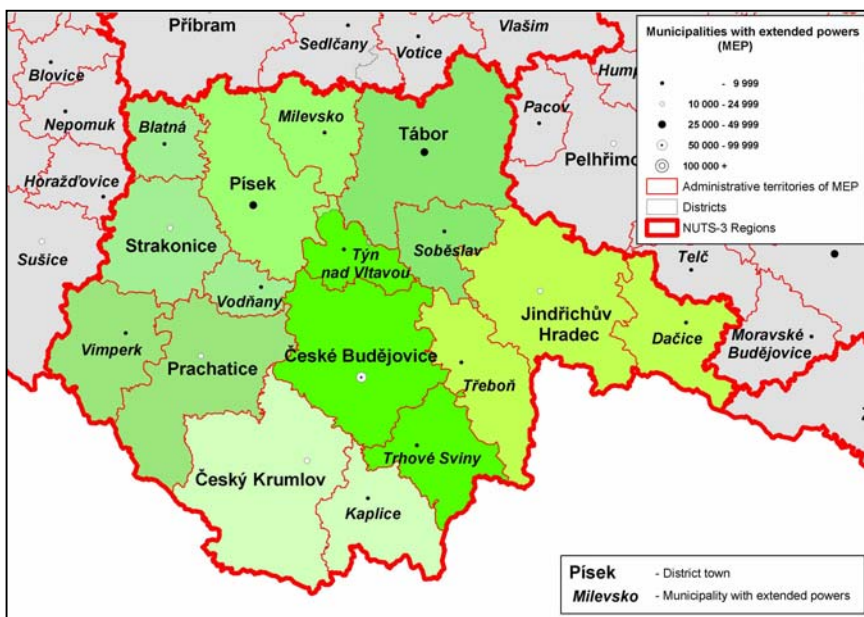 Příbram
Sedlčany
Votice
Vlašim
Blovice
Nepomuk
Blatná
Milevsko
Tábor
Pacov
Hump
Pelhřimo
Horažďovice
Písek
Strakonice
Sušice
Týn
nad Vltavou
Soběslav
Vodňany
Telč
Jindřichův
Hradec
Dačice
Moravské
Budějovice
Vimperk
Prachatice
České Budějovice
Třeboň
Trhové Sviny
Český Krumlov
Kaplice
Z
Municipalities with extended powers
(MEP)
- 9 999
10 000 - 24 999
25 000 - 49 999
50 000 - 99 999
100 000 +
Administrative territories of MEP
Districts
NUTS-3 Regions
Písek - District town
Milevsko - Municipality with extended powers